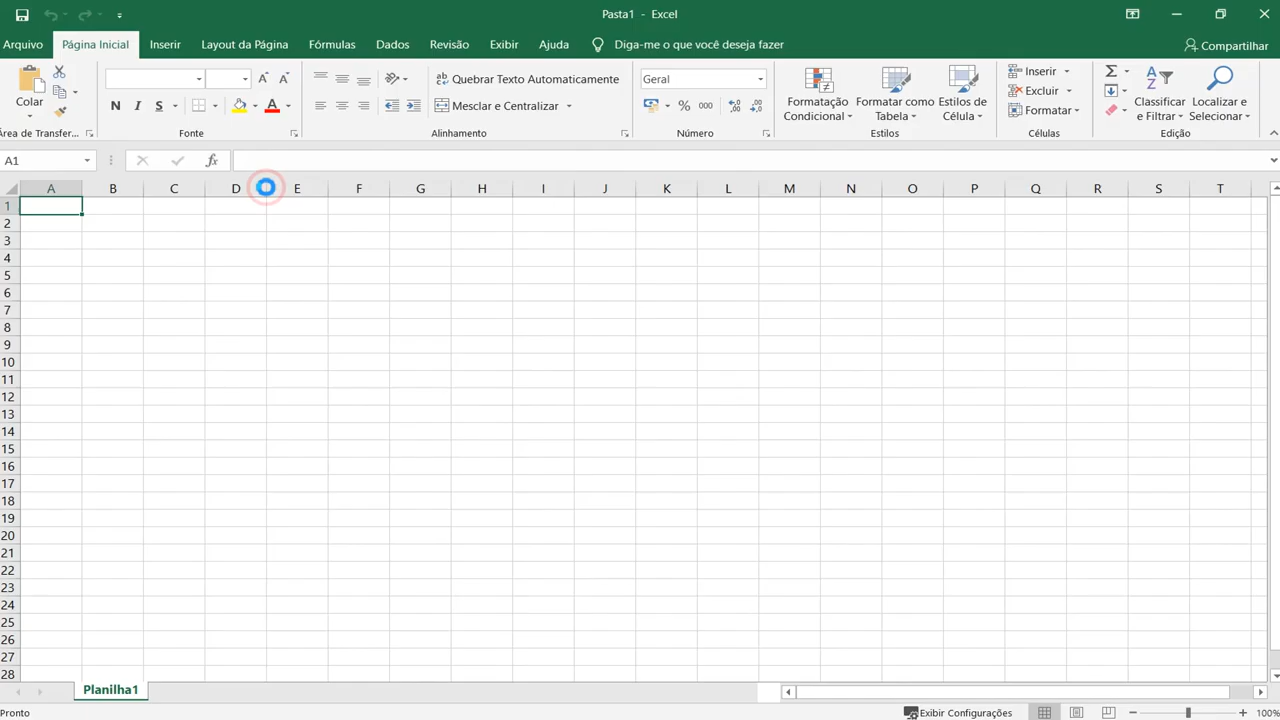 Pasta1 - Excel
Arquivo Página Inicial Inserir Layout da Página Fórmulas Dados Revisão Exibir Ajuda Diga-me o que você deseja fazer Compartilhar
Colar
N I S A
Quebrar Texto Automaticamente
Mesclar e Centralizar
Geral
% 000
Formatação Condicional
Formatar como Tabela
Estilos de Célula
Inserir
Excluir
Formatar
Classificar e Filtrar
Localizar e Selecionar
Área de Transfer... Fonte Alinhamento Número Estilos Células Edição
A1 fx
A B C D E F G H I J K L M N O P Q R S T
1
2
3
4
5
6
7
8
9
10
11
12
13
14
15
16
17
18
19
20
21
22
23
24
25
26
27
28
Planilha1
Pronto Exibir Configurações 100%